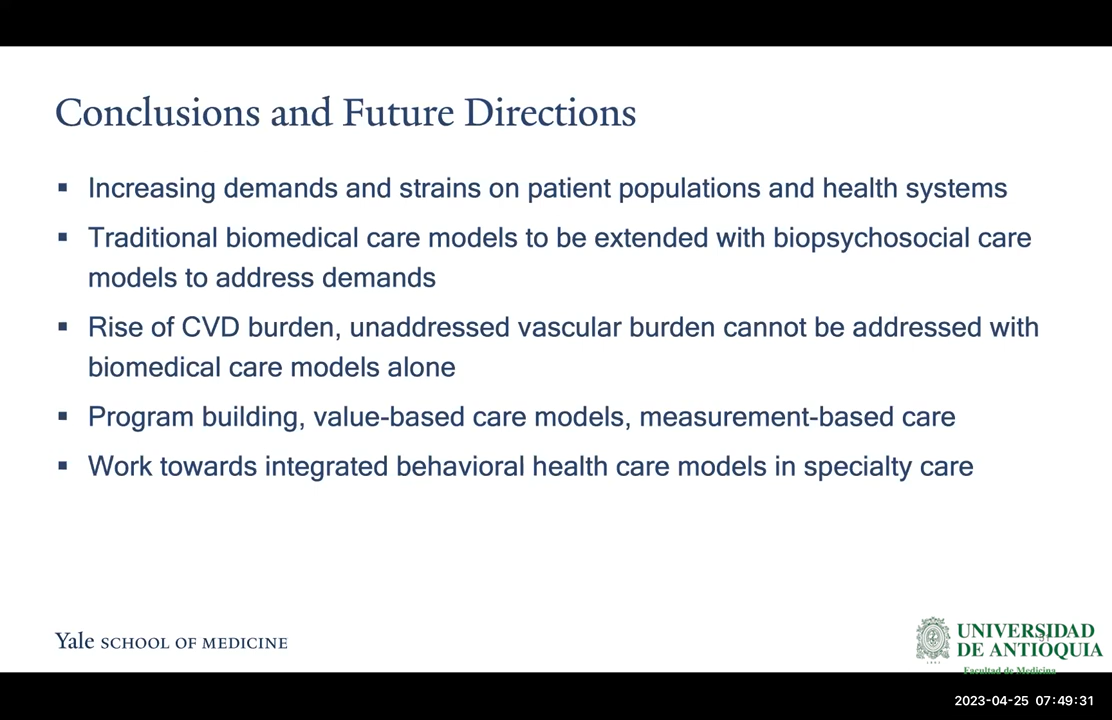 Conclusions and Future Directions
▪ Increasing demands and strains on patient populations and health systems
▪ Traditional biomedical care models to be extended with biopsychosocial care
models to address demands
▪ Rise of CVD burden, unaddressed vascular burden cannot be addressed with
biomedical care models alone
▪ Program building, value-based care models, measurement-based care
▪ Work towards integrated behavioral health care models in specialty care
Yale SCHOOL OF MEDICINE
UNIVERSIDAD
DE ANTIOQUIA
Facultad de Medicina
2023-04-25 07:49:31